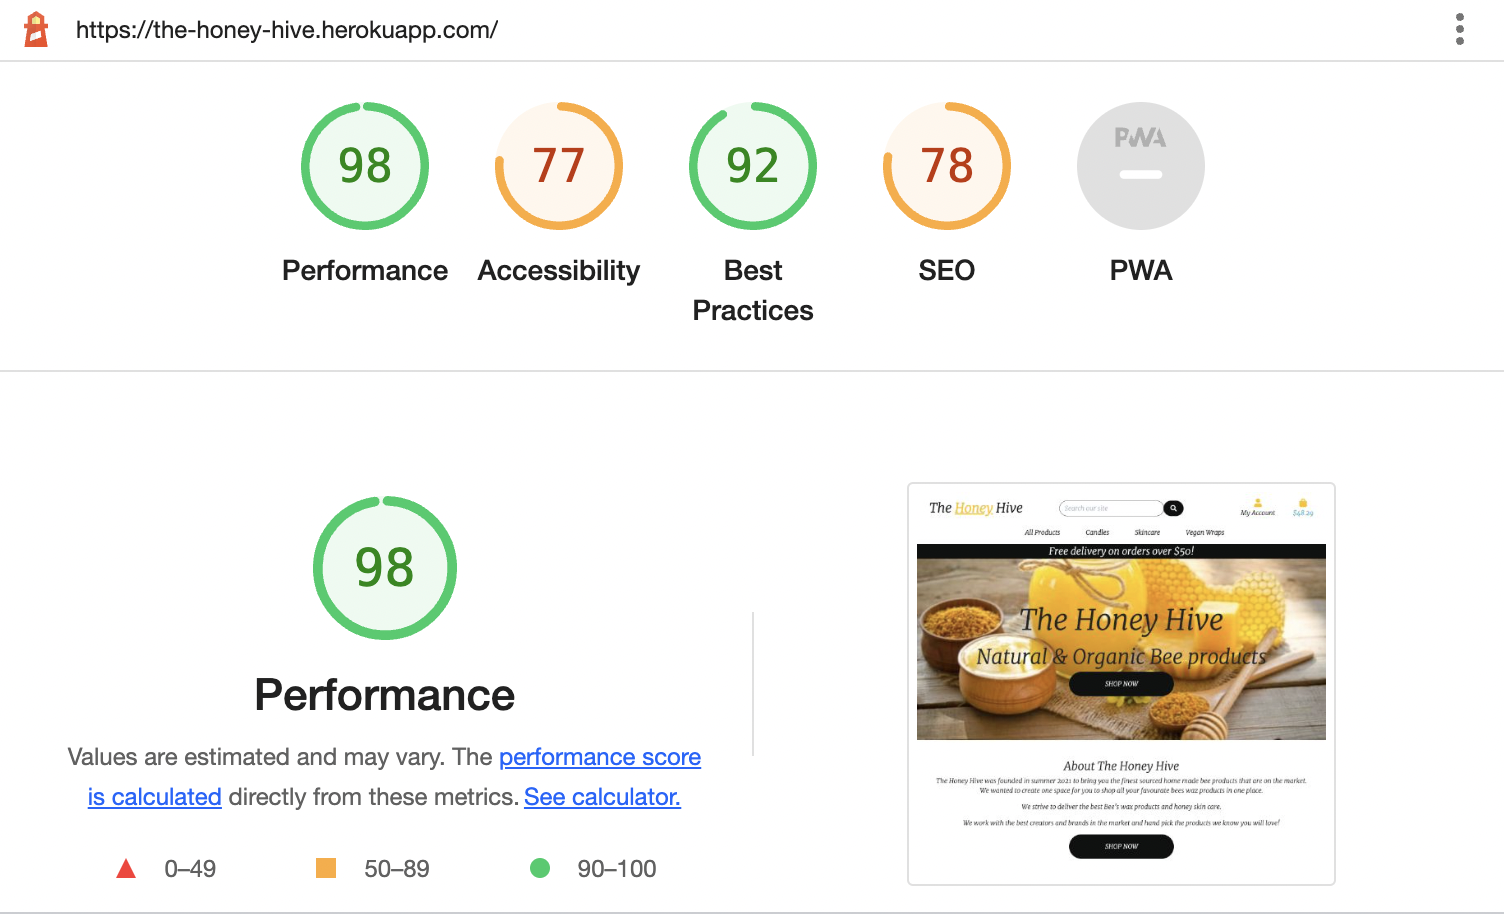 https://the-honey-hive.herokuapp.com/
98
77
92
78
PWA
Performance
Accessibility
Best
Practices
SEO
PWA
98
Performance
Values are estimated and may vary. The performance score
is calculated directly from these metrics. See calculator.
0–49
50–89
90–100
The Honey Hive
Search our site
My Account
$48.29
All Products
Candles
Skincare
Vegan Wraps
Free delivery on orders over $50!
The Honey Hive
Natural & Organic Bee products
SHOP NOW
About The Honey Hive
The Honey Hive was founded in summer 2021 to bring you the finest sourced home made bee products that are on the market.
We wanted to create one space for you to shop all your favourate bees wax products in one place.
We strive to deliver the best Bee's wax products and honey skin care.
We work with the best creators and brands in the market and hand pick the products we know you will love!
SHOP NOW